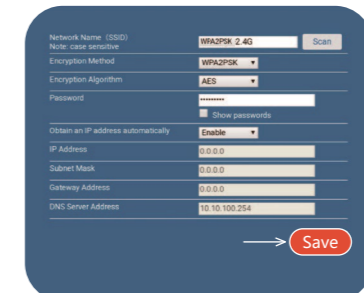 Network Name (SSID)
Note: case sensitive
WPA2PSK 2.4G Scan
Encryption Method WPA2PSK
Encryption Algorithm AES
Password •••••••••
Show passwords
Obtain an IP address automatically Enable
IP Address 0.0.0.0
Subnet Mask 0.0.0.0
Gateway Address 0.0.0.0
DNS Server Address 10.10.100.254
Save